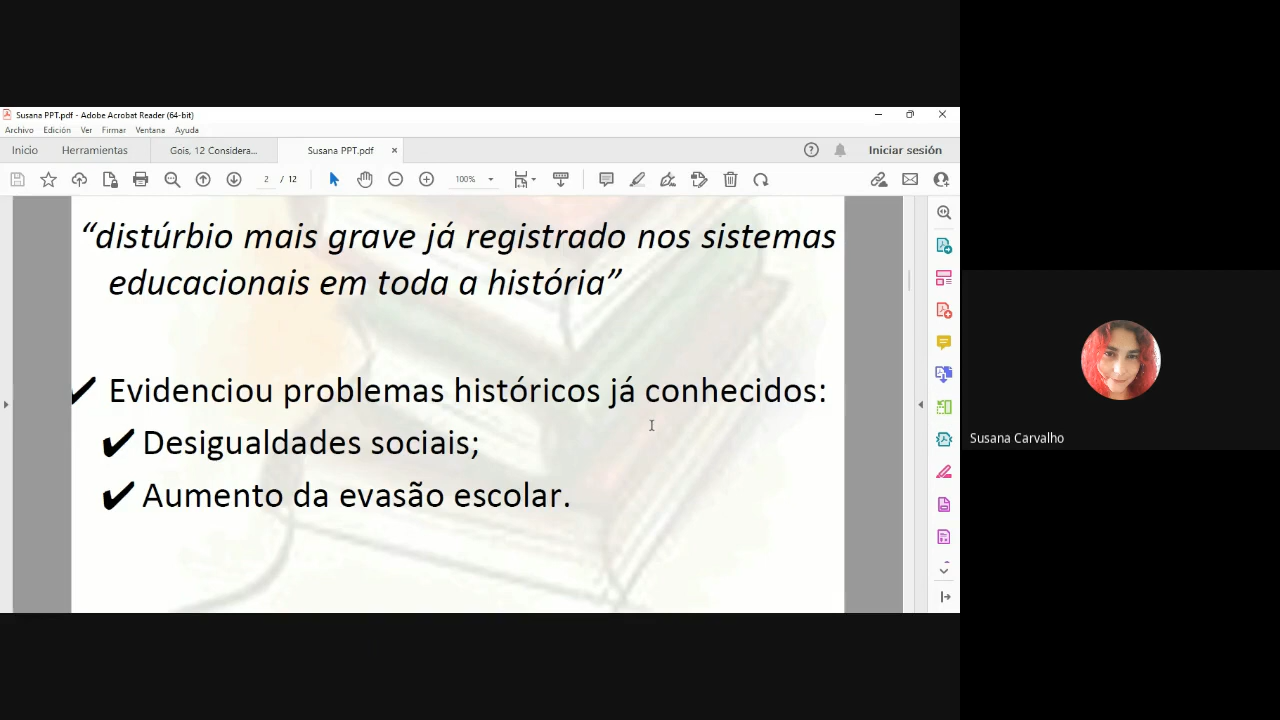 Susana PPT.pdf - Adobe Acrobat Reader (64-bit)
Archivo Edición Ver Firmar Ventana Ayuda
Inicio Herramientas Gois, 12 Considera... Susana PPT.pdf × Iniciar sesión
2 / 12 100%
“distúrbio mais grave já registrado nos sistemas
educacionais em toda a história”
✔ Evidenciou problemas históricos já conhecidos:
✔ Desigualdades sociais;
✔ Aumento da evasão escolar.
Susana Carvalho